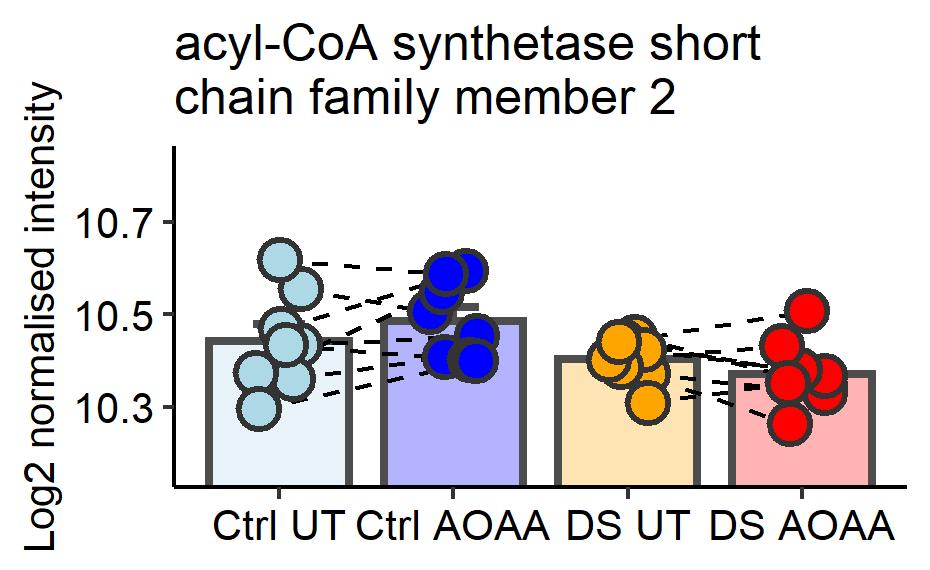 acyl-CoA synthetase short
chain family member 2
Log2 normalised intensity
10.7
10.5
10.3
Ctrl UT Ctrl AOAA DS UT DS AOAA